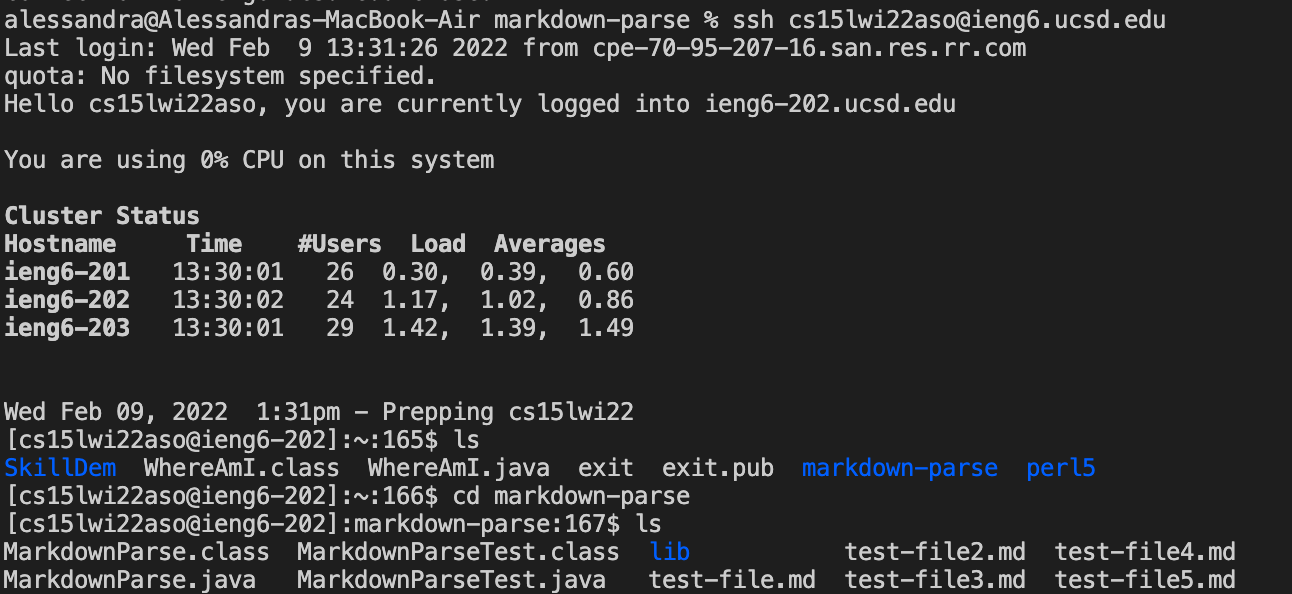 alessandra@Alessandras-MacBook-Air markdown-parse % ssh cs15lwi22aso@ieng6.ucsd.edu
Last login: Wed Feb  9 13:31:26 2022 from cpe-70-95-207-16.san.res.rr.com
quota: No filesystem specified.
Hello cs15lwi22aso, you are currently logged into ieng6-202.ucsd.edu
You are using 0% CPU on this system
Cluster Status
Hostname     Time    #Users  Load  Averages
ieng6-201   13:30:01   26  0.30,  0.39,  0.60
ieng6-202   13:30:02   24  1.17,  1.02,  0.86
ieng6-203   13:30:01   29  1.42,  1.39,  1.49
Wed Feb 09, 2022  1:31pm - Prepping cs15lwi22
[cs15lwi22aso@ieng6-202]:~:165$ ls
SkillDem  WhereAmI.class  WhereAmI.java  exit  exit.pub  markdown-parse  perl5
[cs15lwi22aso@ieng6-202]:~:166$ cd markdown-parse
[cs15lwi22aso@ieng6-202]:markdown-parse:167$ ls
MarkdownParse.class  MarkdownParseTest.class  lib           test-file2.md  test-file4.md
MarkdownParse.java   MarkdownParseTest.java   test-file.md  test-file3.md  test-file5.md